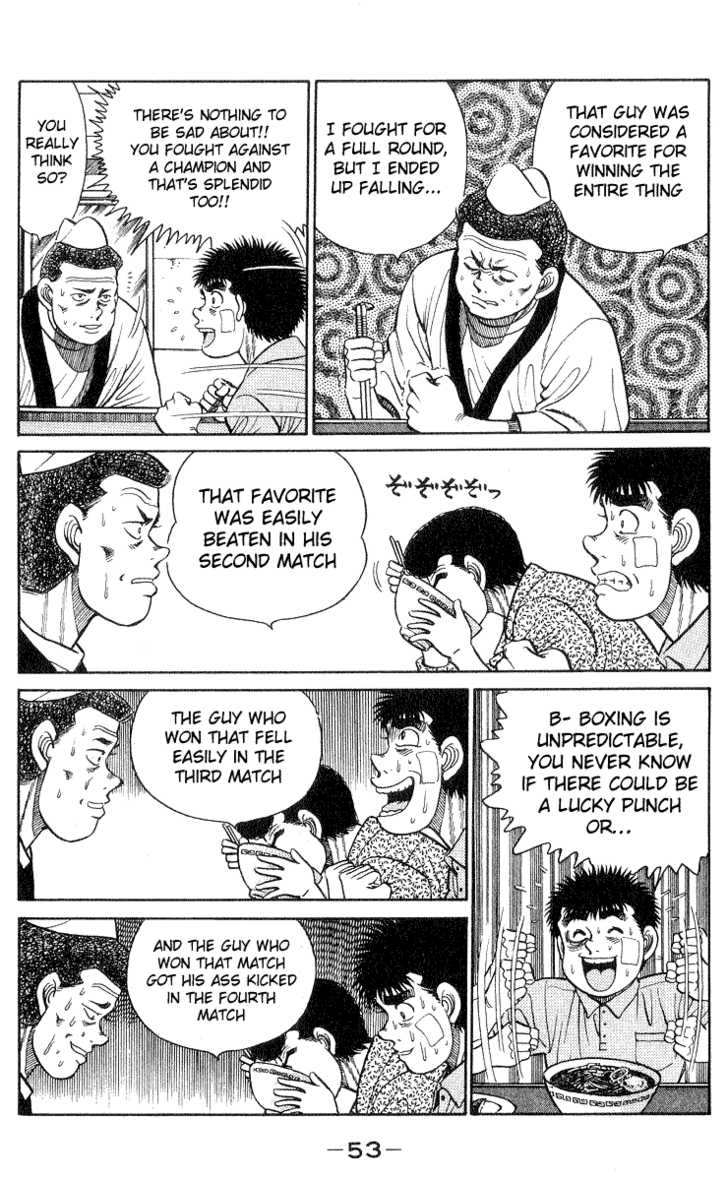 THAT GUY WAS
CONSIDERED A
FAVORITE FOR
WINNING THE
ENTIRE THING
I FOUGHT FOR
A FULL ROUND,
BUT I ENDED
UP FALLING...
THERE'S NOTHING TO
BE SAD ABOUT!!
YOU FOUGHT AGAINST
A CHAMPION AND
THAT'S SPLENDID
TOO!!
YOU
REALLY
THINK
SO?
ぞぞぞぞっ
THAT FAVORITE
WAS EASILY
BEATEN IN HIS
SECOND MATCH
B- BOXING IS
UNPREDICTABLE,
YOU NEVER KNOW
IF THERE COULD BE
A LUCKY PUNCH
OR...
THE GUY WHO
WON THAT FELL
EASILY IN THE
THIRD MATCH
AND THE GUY WHO
WON THAT MATCH
GOT HIS ASS KICKED
IN THE FOURTH
MATCH
—53—